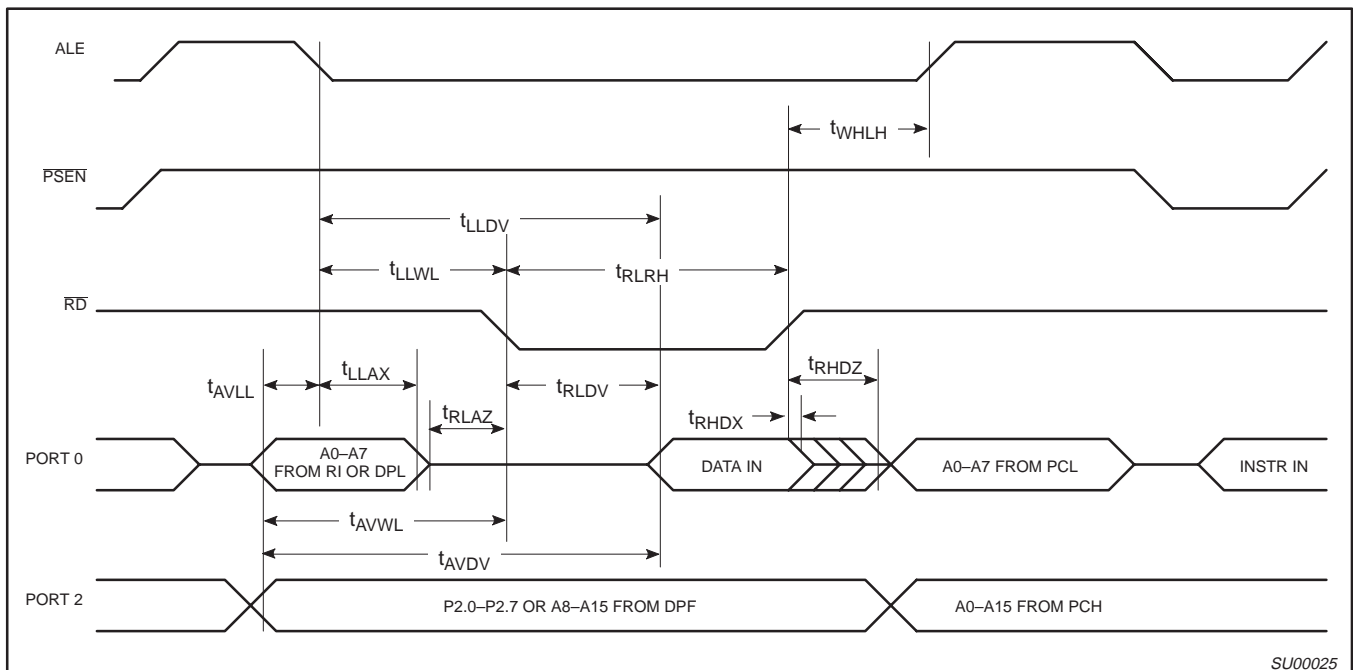 ALE
tWHLH
PSEN
tLLDV
tLLWL
tRLRH
RD
tAVLL
tLLAX
tRLDV
tRHDZ
tRLAZ
tRHDX
PORT 0
A0–A7
FROM RI OR DPL
DATA IN
A0–A7 FROM PCL
INSTR IN
tAVWL
tAVDV
PORT 2
P2.0–P2.7 OR A8–A15 FROM DPF
A0–A15 FROM PCH
SU00025